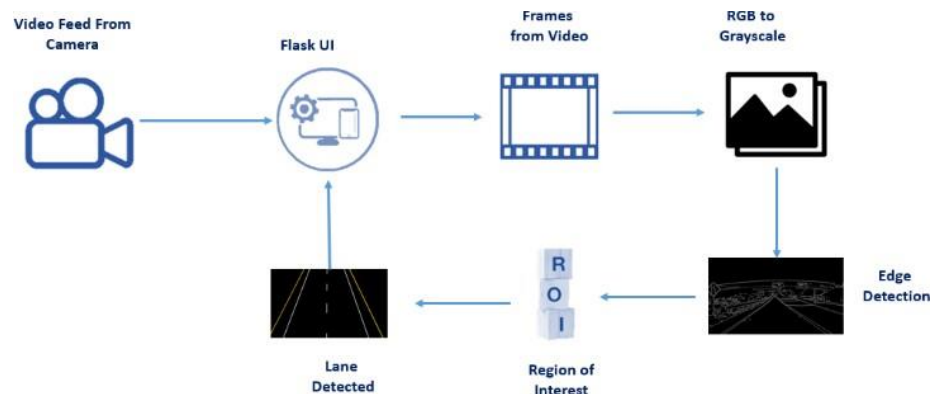 Video Feed From
Camera
Flask UI
Frames
from Video
RGB to
Grayscale
Edge
Detection
R
O
I
Region of
Interest
Lane
Detected